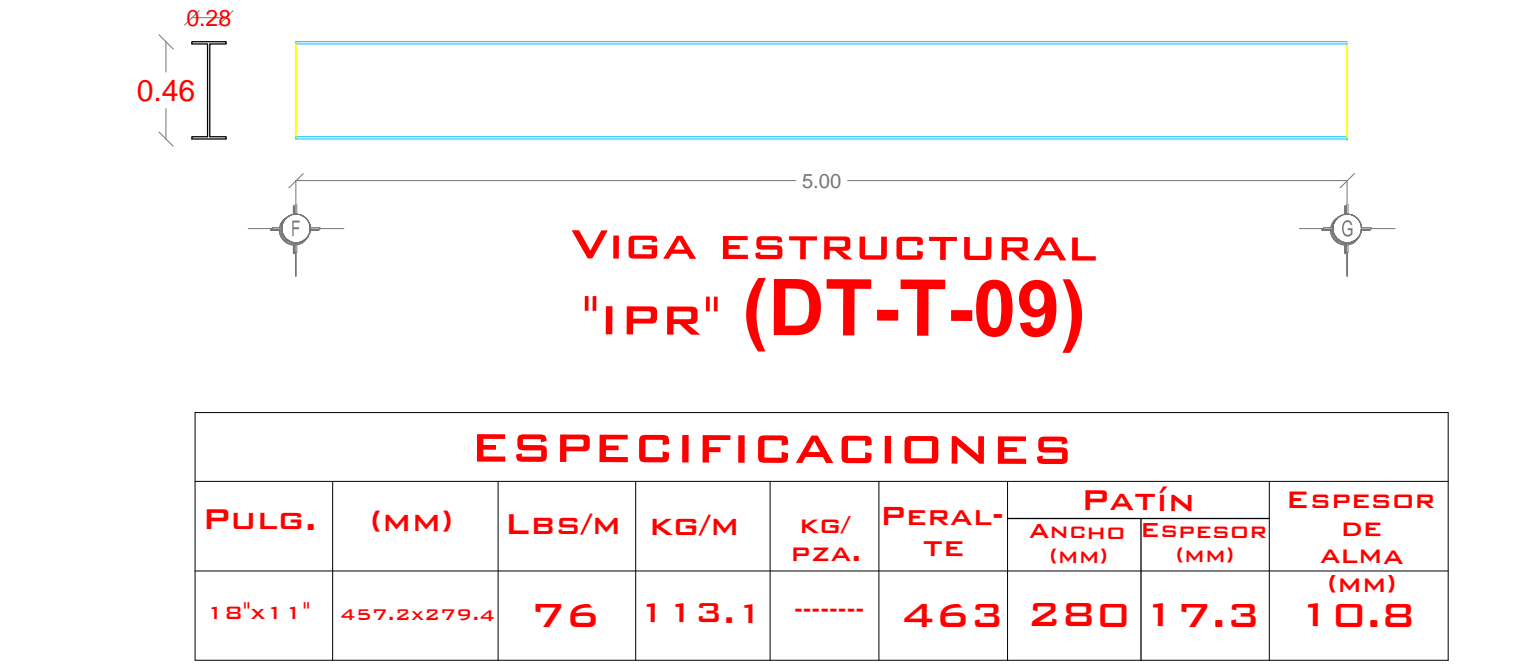 0.28
0.46
5.00
F
G
VIGA ESTRUCTURAL
"IPR" (DT-T-09)
ESPECIFICACIONES
PULG.
(MM)
LBS/M
KG/M
KG/
PZA.
PERAL-
TE
PATÍN
ANCHO
(MM)
ESPESOR
(MM)
ESPESOR
DE
ALMA
(MM)
18"x11"
457.2x279.4
76
113.1
--------
463
280
17.3
10.8